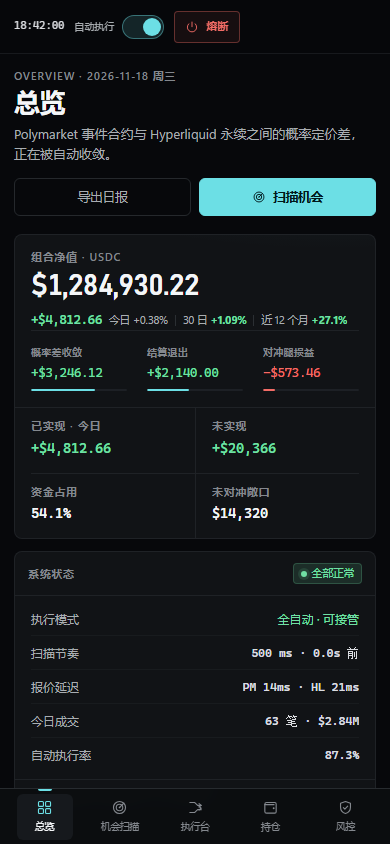 18:42:00 自动执行 熔断
OVERVIEW · 2026-11-18 周三
总览
Polymarket 事件合约与 Hyperliquid 永续之间的概率定价差，
正在被自动收敛。
导出日报 扫描机会
组合净值 · USDC
$1,284,930.22
+$4,812.66 今日 +0.38% 30 日 +1.09% 近 12 个月 +27.1%
概率差收敛 结算退出 对冲腿损益
+$3,246.12 +$2,140.00 −$573.46
已实现 · 今日 未实现
+$4,812.66 +$20,366
资金占用 未对冲敞口
54.1% $14,320
系统状态 全部正常
执行模式 全自动 · 可接管
扫描节奏 500 ms · 0.0s 前
报价延迟 PM 14ms · HL 21ms
今日成交 63 笔 · $2.84M
自动执行率 87.3%
总览 机会扫描 执行台 持仓 风控